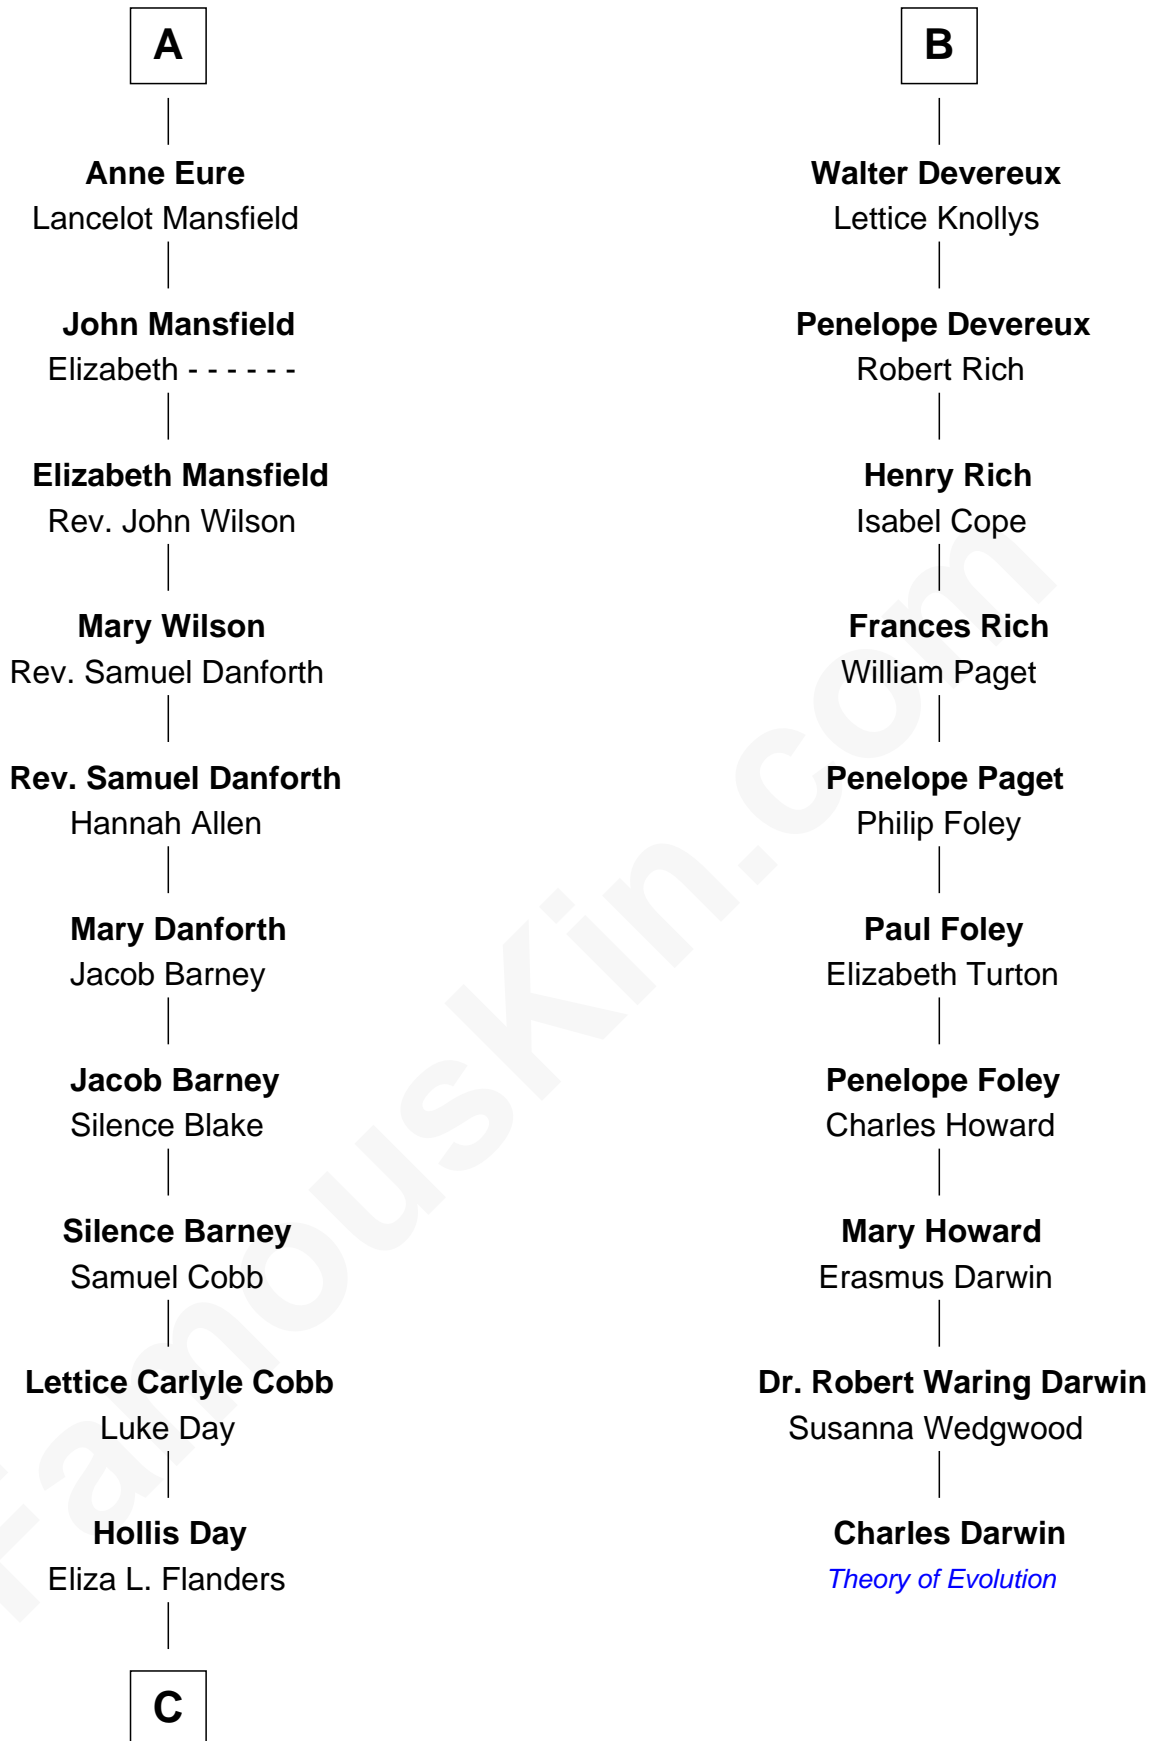 A
Anne Eure
Lancelot Mansfield
John Mansfield
Elizabeth - - - - - -
Elizabeth Mansfield
Rev. John Wilson
Mary Wilson
Rev. Samuel Danforth
Rev. Samuel Danforth
Hannah Allen
Mary Danforth
Jacob Barney
Jacob Barney
Silence Blake
Silence Barney
Samuel Cobb
Lettice Carlyle Cobb
Luke Day
Hollis Day
Eliza L. Flanders
C
B
Walter Devereux
Lettice Knollys
Penelope Devereux
Robert Rich
Henry Rich
Isabel Cope
Frances Rich
William Paget
Penelope Paget
Philip Foley
Paul Foley
Elizabeth Turton
Penelope Foley
Charles Howard
Mary Howard
Erasmus Darwin
Dr. Robert Waring Darwin
Susanna Wedgwood
Charles Darwin
Theory of Evolution
FamousKin.com